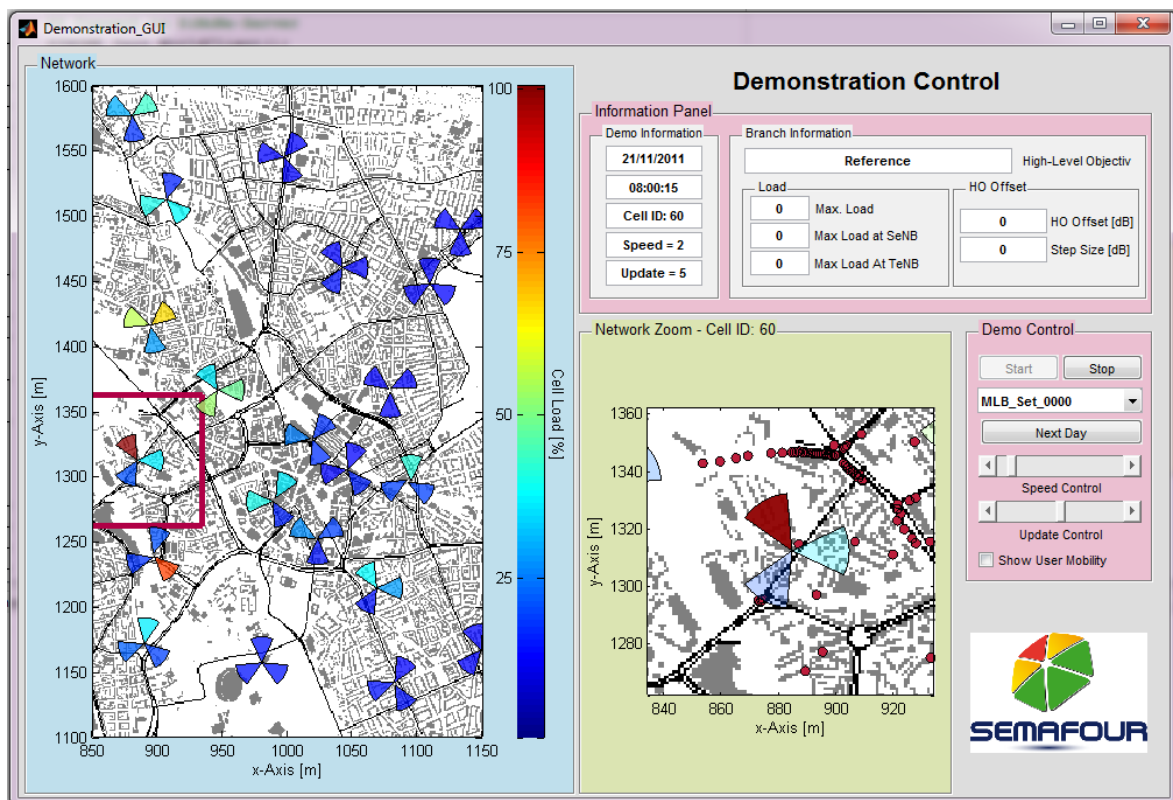 Demonstration_GUI
Network
1600
1550
1500
1450
1400
1350
1300
1250
1200
1150
1100
y-Axis [m]
850 900 950 1000 1050 1100 1150
x-Axis [m]
100
75
50
25
Cell Load [%]
Demonstration Control
Information Panel
Demo Information
21/11/2011
08:00:15
Cell ID: 60
Speed = 2
Update = 5
Branch Information
Reference High-Level Objectiv
Load
0 Max. Load
0 Max Load at SeNB
0 Max Load At TeNB
HO Offset
0 HO Offset [dB]
0 Step Size [dB]
Network Zoom - Cell ID: 60
1360
1340
1320
1300
1280
y-Axis [m]
840 860 880 900 920
x-Axis [m]
Demo Control
Start Stop
MLB_Set_0000
Next Day
Speed Control
Update Control
Show User Mobility
SEMAFOUR